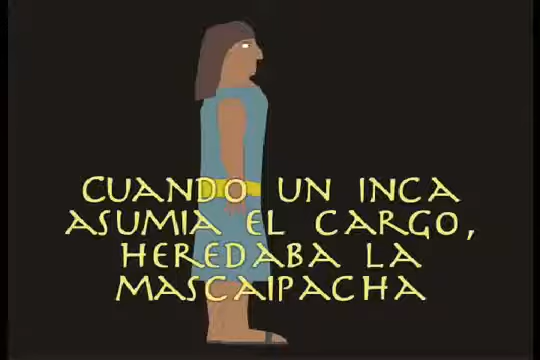 CUANDO UN INCA
ASUMIA EL CARGO,
HEREDABA LA
MASCAIPACHA